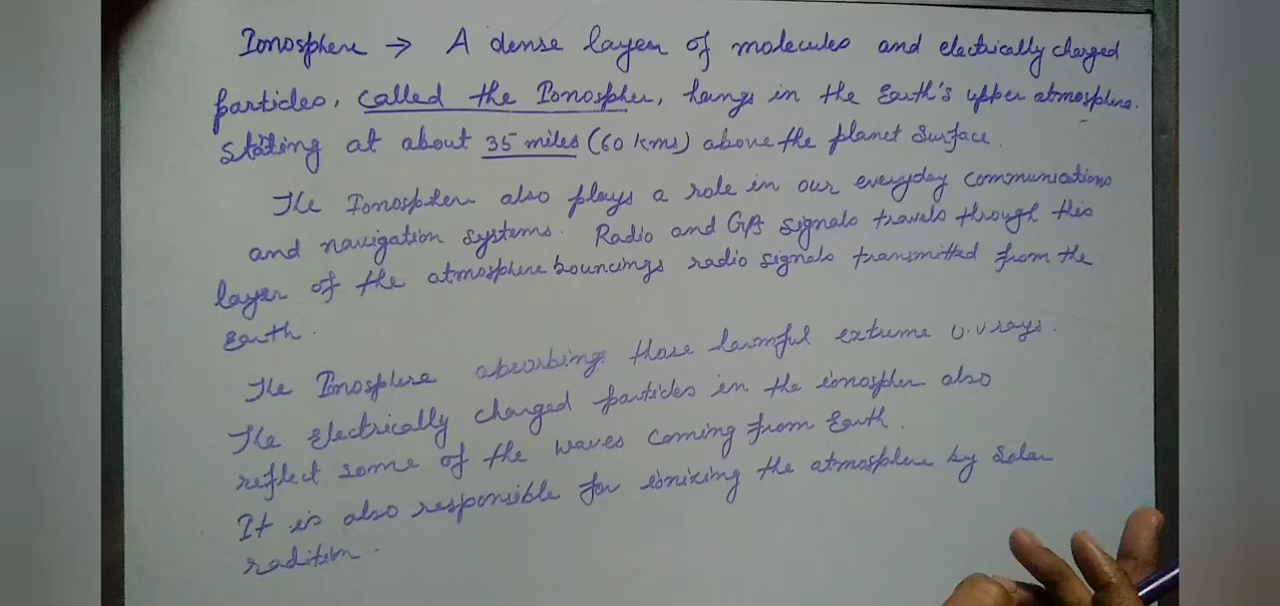 Ionosphere → A dense layer of molecules and electrically charged
particles, called the Ionospher, hangs in the Earth's upper atmosphere.
stating at about 35 miles (60 kms) above the planet surface.
The Ionosphere also plays a role in our everyday communications
and navigation systems. Radio and GPS signals travels through this
layer of the atmosphere bouncings radio signals transmitted from the
Earth.
The Ionosphere absorbing those harmful extreme U.V rays.
The electrically charged particles in the ionospher also
reflect some of the waves coming from Earth.
It is also responsible for ionizing the atmosphere by solar
radition.